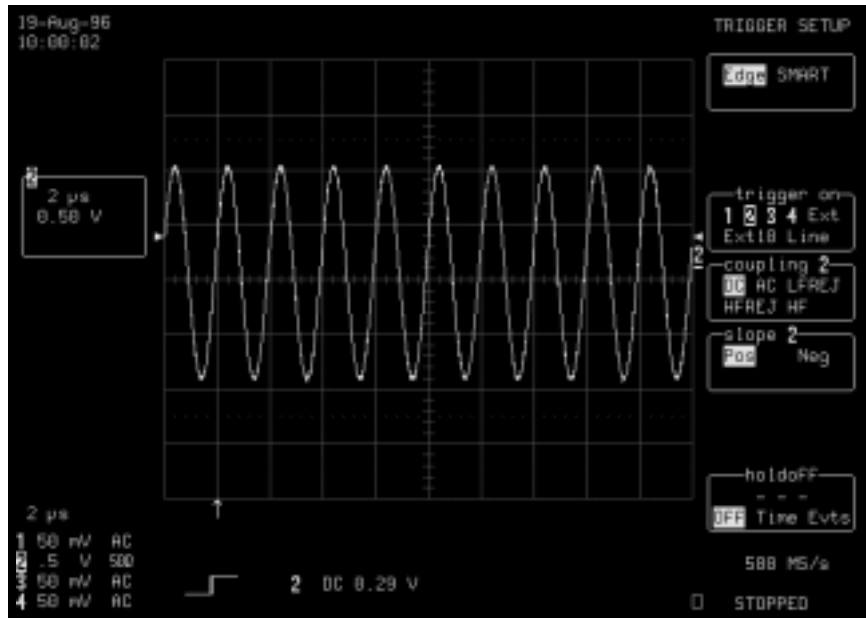 19-Aug-96
10:00:02
TRIGGER SETUP
Edge SMART
2
2 µs
0.50 V
trigger on
1 2 3 4 Ext
Ext10 Line
2
coupling 2
DC AC LFREJ
HFREJ HF
slope 2
Pos Neg
holdoff
- - -
OFF Time Evts
2 µs
1 50 mV AC
2 .5 V 50Ω
3 50 mV AC
4 50 mV AC
2 DC 0.29 V
500 MS/s
STOPPED